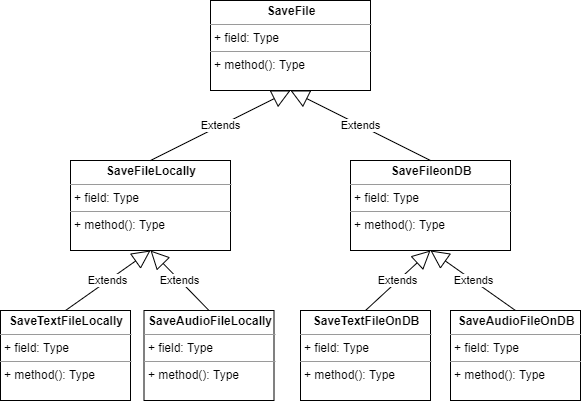 SaveFile
+ field: Type
+ method(): Type
Extends
Extends
SaveFileLocally
+ field: Type
+ method(): Type
SaveFileonDB
+ field: Type
+ method(): Type
Extends
Extends
Extends
Extends
SaveTextFileLocally
+ field: Type
+ method(): Type
SaveAudioFileLocally
+ field: Type
+ method(): Type
SaveTextFileOnDB
+ field: Type
+ method(): Type
SaveAudioFileOnDB
+ field: Type
+ method(): Type